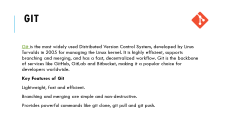 GIT
Git is the most widely used Distributed Version Control System, developed by Linus
Torvalds in 2005 for managing the Linux kernel. It is highly efficient, supports
branching and merging, and has a fast, decentralized workflow. Git is the backbone
of services like GitHub, GitLab and Bitbucket, making it a popular choice for
developers worldwide.
Key Features of Git
Lightweight, fast and efficient.
Branching and merging are simple and non-destructive.
Provides powerful commands like git clone, git pull and git push.